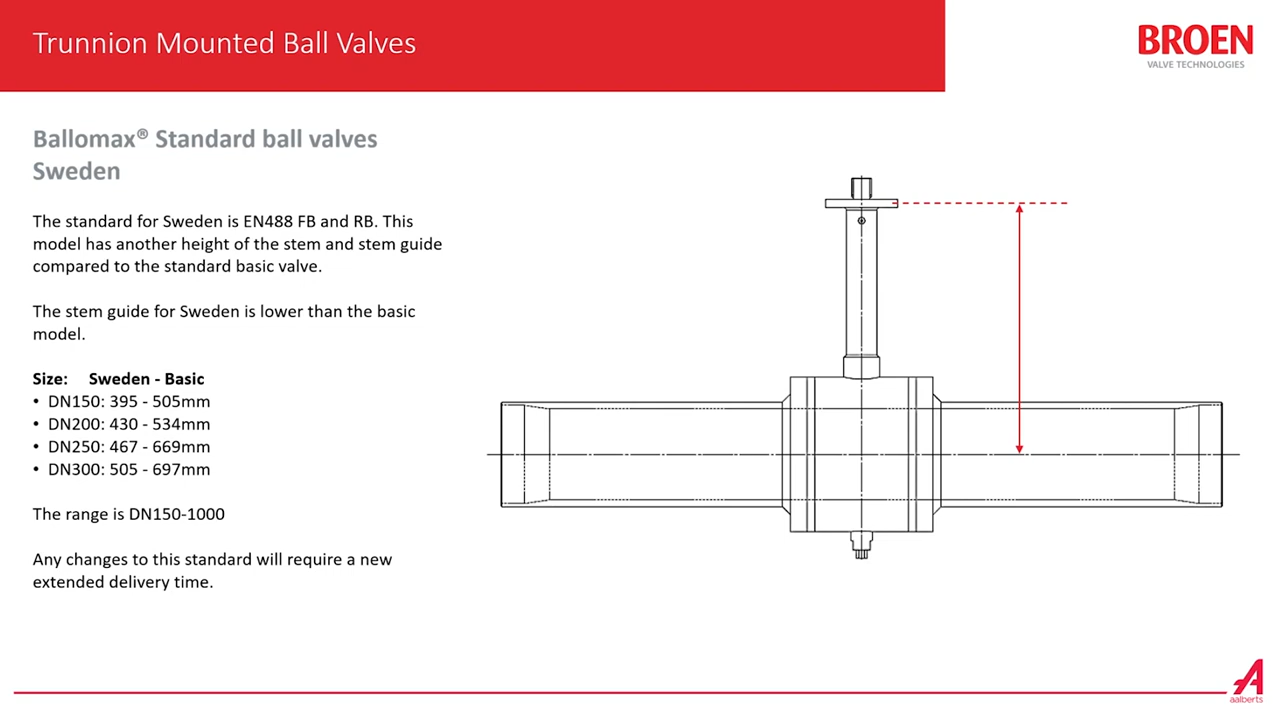 Trunnion Mounted Ball Valves
BROEN
VALVE TECHNOLOGIES
Ballomax® Standard ball valves
Sweden
The standard for Sweden is EN488 FB and RB. This
model has another height of the stem and stem guide
compared to the standard basic valve.
The stem guide for Sweden is lower than the basic
model.
Size: Sweden - Basic
• DN150: 395 - 505mm
• DN200: 430 - 534mm
• DN250: 467 - 669mm
• DN300: 505 - 697mm
The range is DN150-1000
Any changes to this standard will require a new
extended delivery time.
aalberts